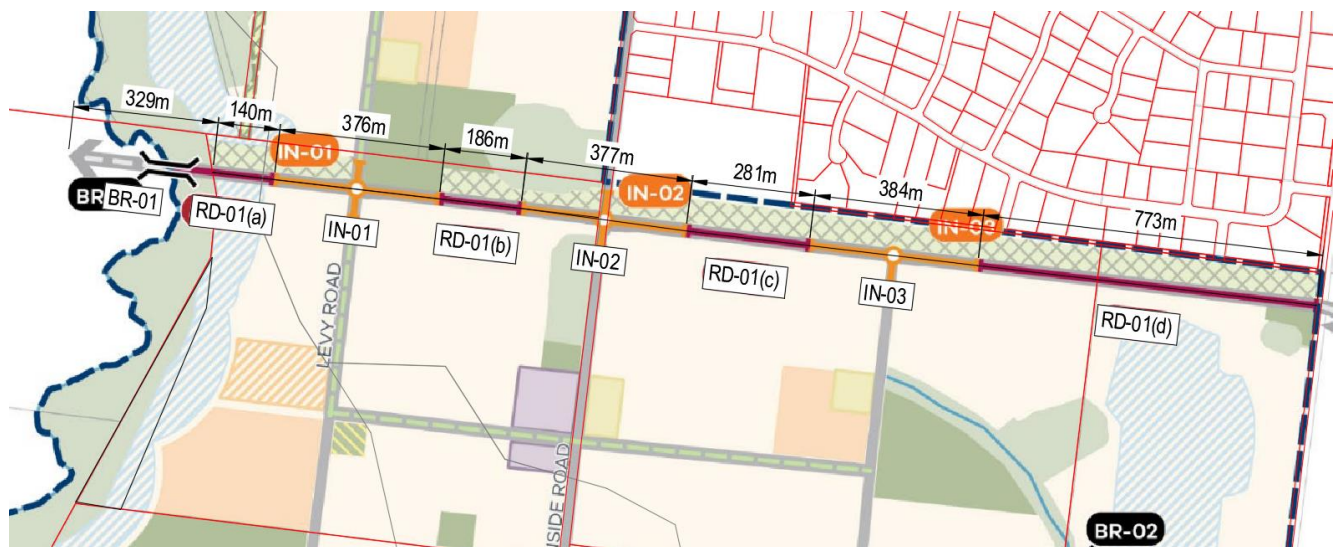 329m
140m
376m
186m
377m
281m
384m
773m
IN-01
IN-02
BR-01
RD-01(a)
IN-01
RD-01(b)
IN-02
RD-01(c)
IN-03
RD-01(d)
LEVY ROAD
SIDE ROAD
BR-02